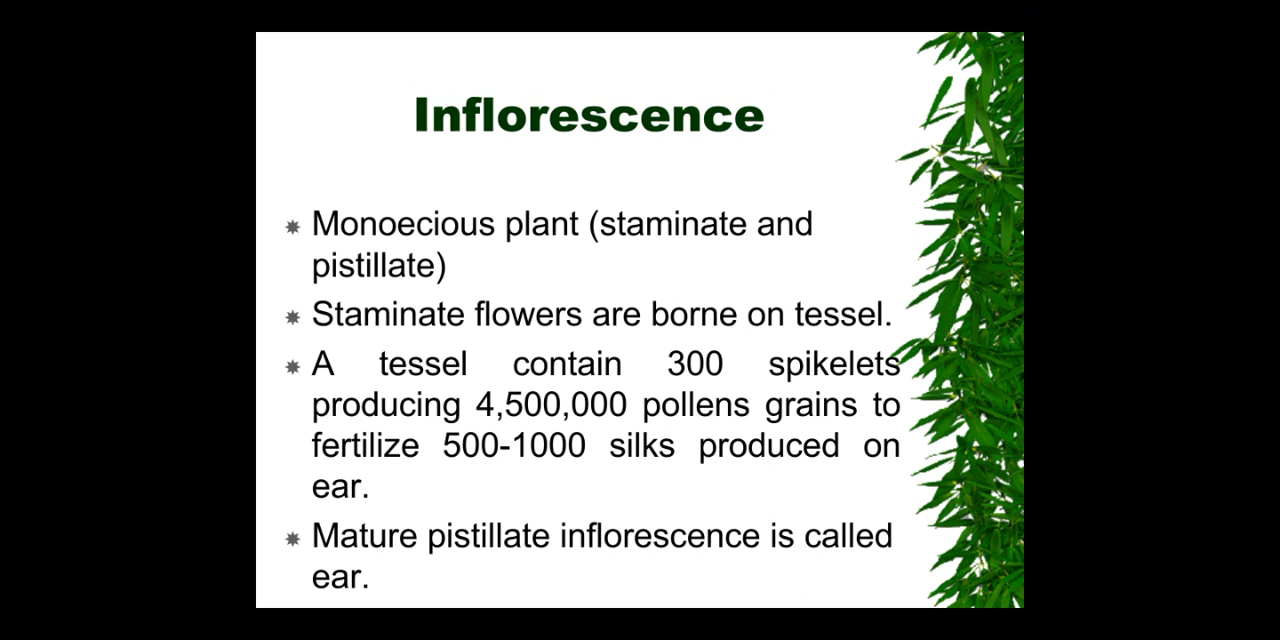 Inflorescence
Monoecious plant (staminate and
pistillate)
Staminate flowers are borne on tessel.
A tessel contain 300 spikelets
producing 4,500,000 pollens grains to
fertilize 500-1000 silks produced on
ear.
Mature pistillate inflorescence is called
ear.